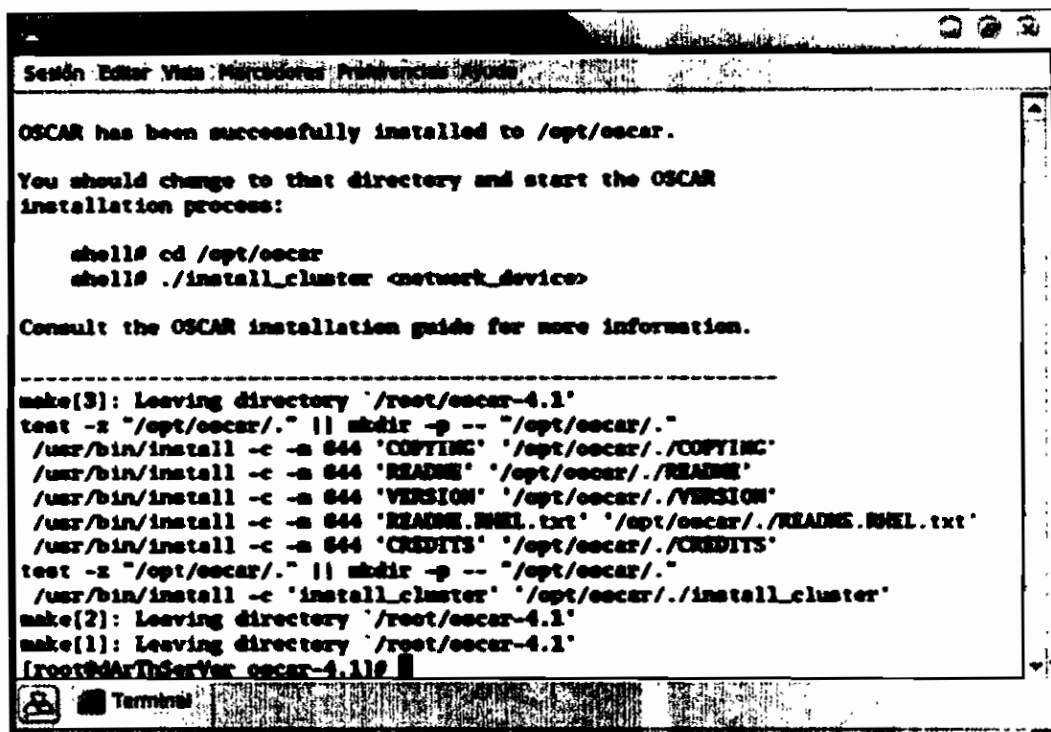 Sesión Editar Vista Marcadores Preferencias Ayuda
OSCAR has been successfully installed to /opt/oscar.
You should change to that directory and start the OSCAR
installation process:
shell# cd /opt/oscar
shell# ./install_cluster <network_device>
Consult the OSCAR installation guide for more information.
--------------------------------------------------------
make[3]: Leaving directory `/root/oscar-4.1'
test -z "/opt/oscar/." || mkdir -p -- "/opt/oscar/."
/usr/bin/install -c -m 644 'COPYING' '/opt/oscar/./COPYING'
/usr/bin/install -c -m 644 'README' '/opt/oscar/./README'
/usr/bin/install -c -m 644 'VERSION' '/opt/oscar/./VERSION'
/usr/bin/install -c -m 644 'README.RHEL.txt' '/opt/oscar/./README.RHEL.txt'
/usr/bin/install -c -m 644 'CREDITS' '/opt/oscar/./CREDITS'
test -z "/opt/oscar/." || mkdir -p -- "/opt/oscar/."
/usr/bin/install -c 'install_cluster' '/opt/oscar/./install_cluster'
make[2]: Leaving directory `/root/oscar-4.1'
make[1]: Leaving directory `/root/oscar-4.1'
[root@dArThSerVer oscar-4.1]#
Terminal